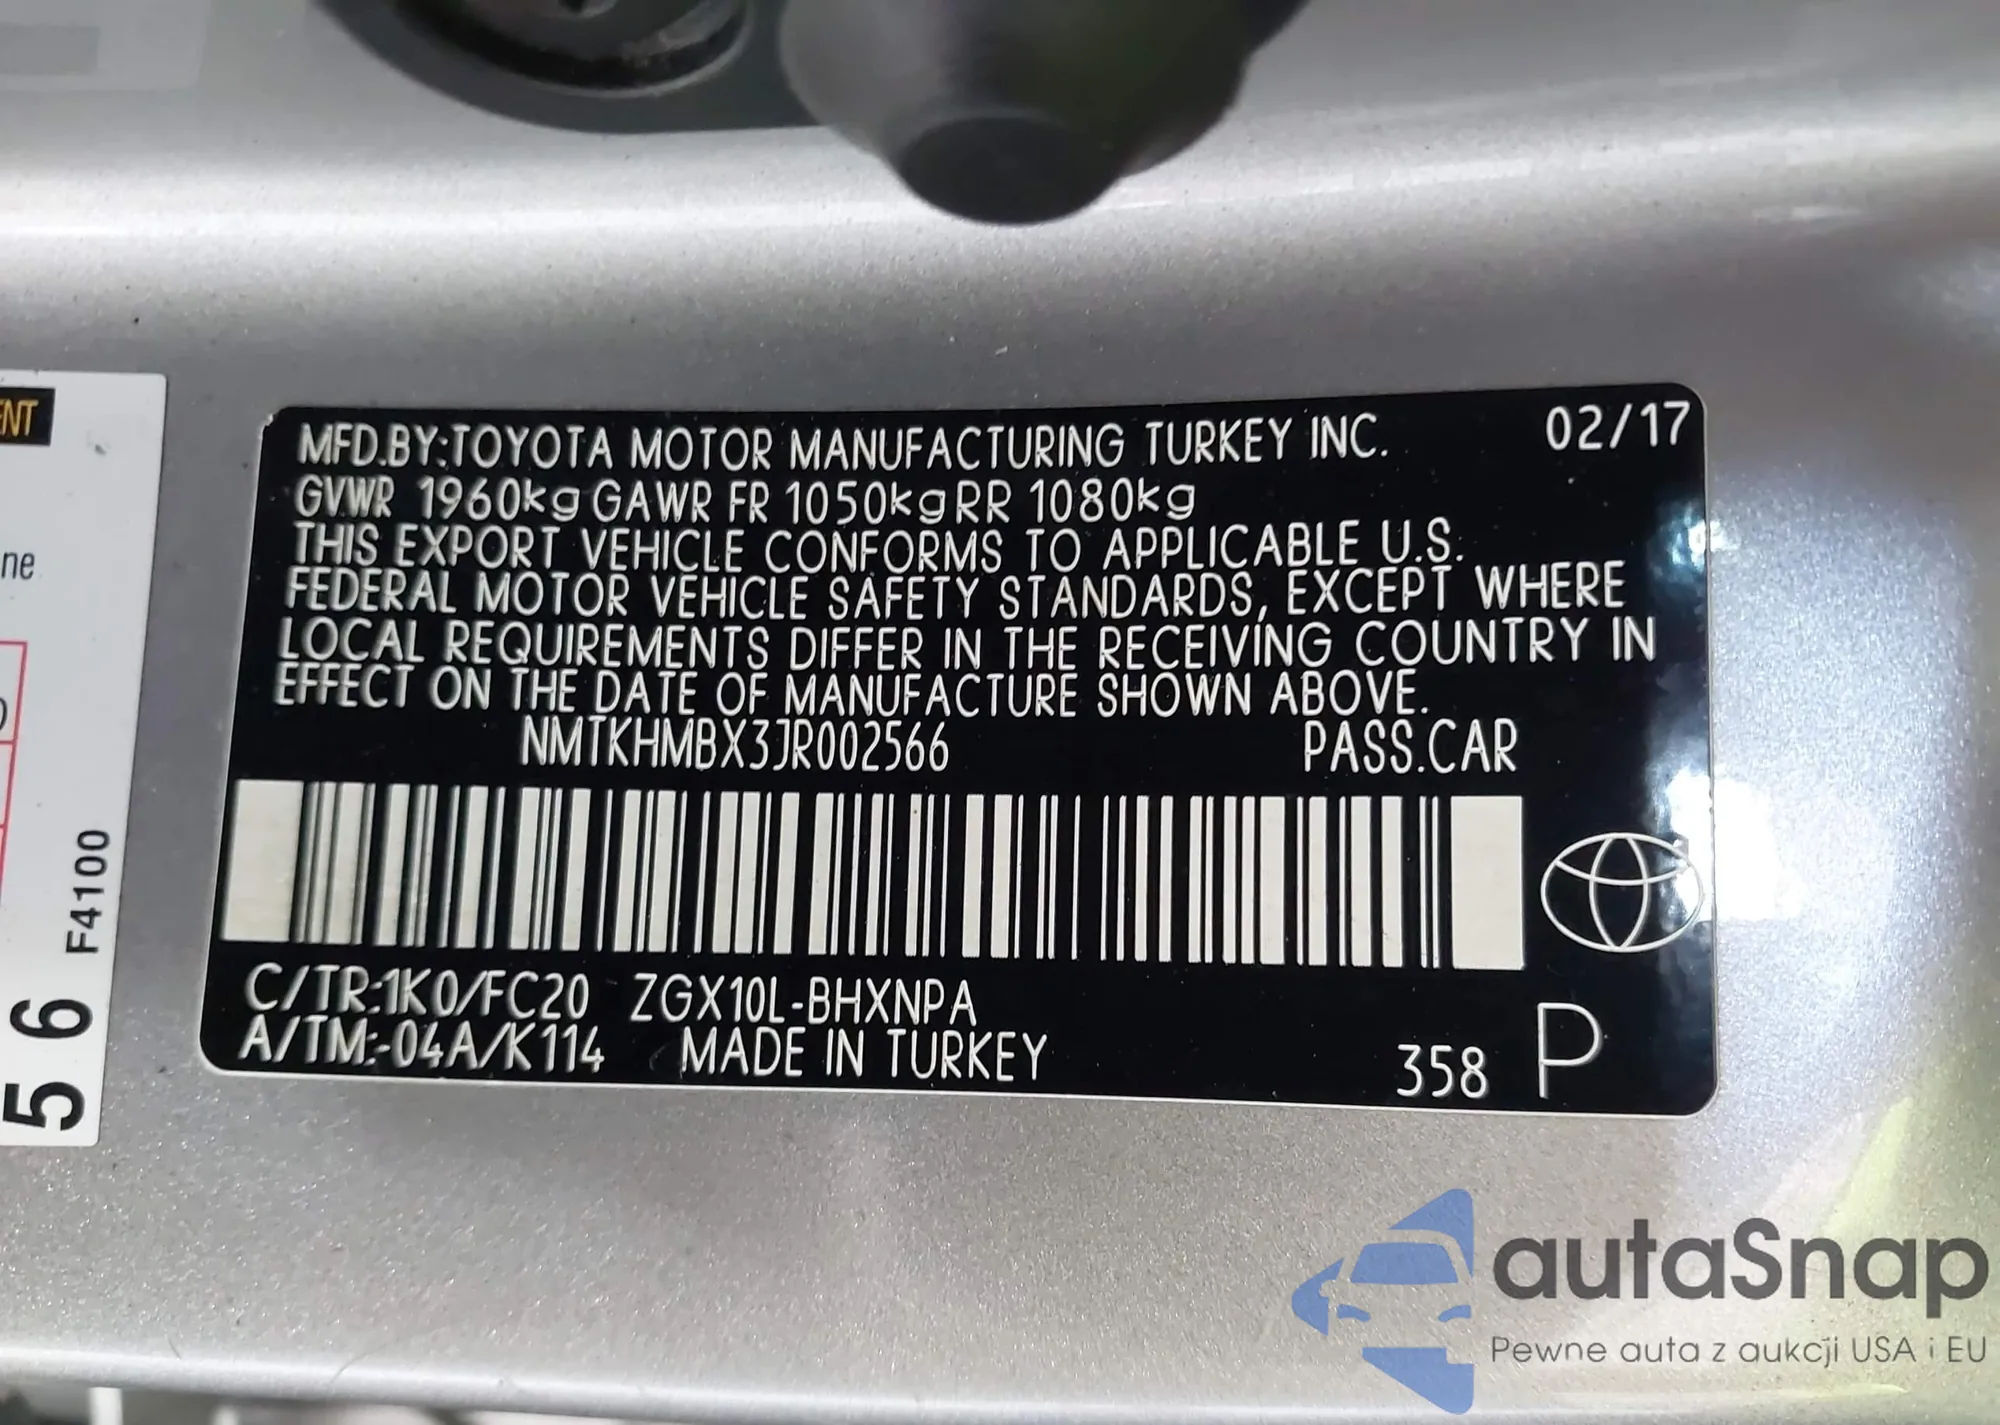 MFD.BY:TOYOTA MOTOR MANUFACTURING TURKEY INC. 02/17
GVWR 1960kg GAWR FR 1050kg RR 1080kg
THIS EXPORT VEHICLE CONFORMS TO APPLICABLE U.S.
FEDERAL MOTOR VEHICLE SAFETY STANDARDS, EXCEPT WHERE
LOCAL REQUIREMENTS DIFFER IN THE RECEIVING COUNTRY IN
EFFECT ON THE DATE OF MANUFACTURE SHOWN ABOVE.
NMTKHMBX3JR002566 PASS.CAR
C/TR:1K0/FC20 ZGX10L-BHXNPA
A/TM:-04A/K114 MADE IN TURKEY 358 P
ENT
ne
F4100
56
autaSnap
Pewne auta z aukcji USA i EU